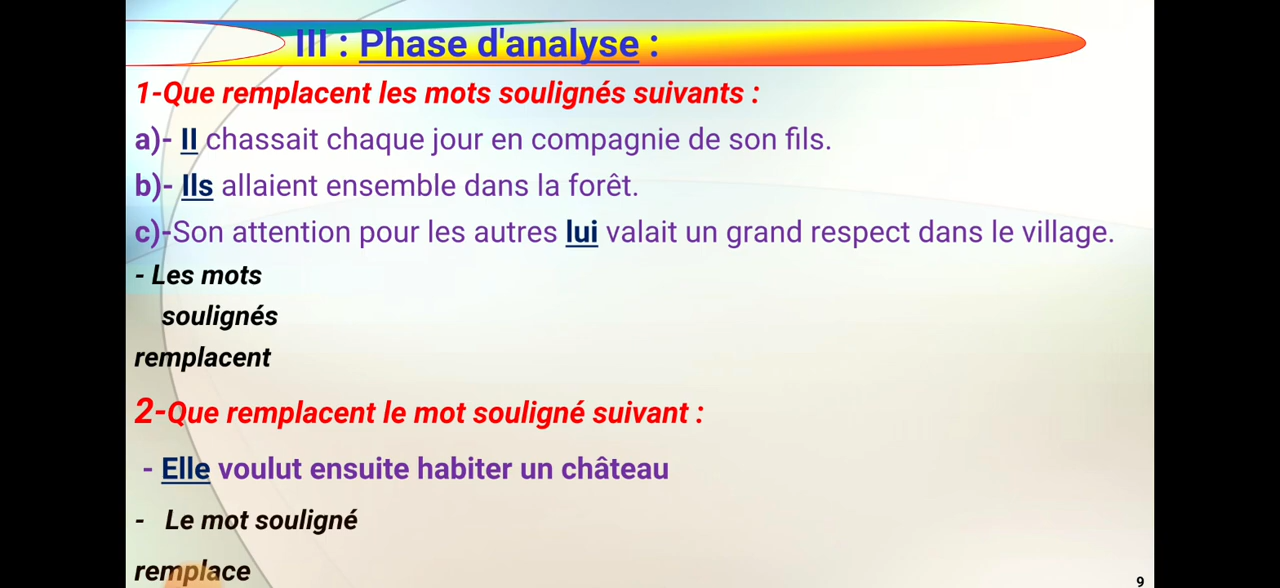 III : Phase d'analyse :
1-Que remplacent les mots soulignés suivants :
a)- Il chassait chaque jour en compagnie de son fils.
b)- Ils allaient ensemble dans la forêt.
c)-Son attention pour les autres lui valait un grand respect dans le village.
- Les mots
soulignés
remplacent
2-Que remplacent le mot souligné suivant :
- Elle voulut ensuite habiter un château
- Le mot souligné
remplace
9